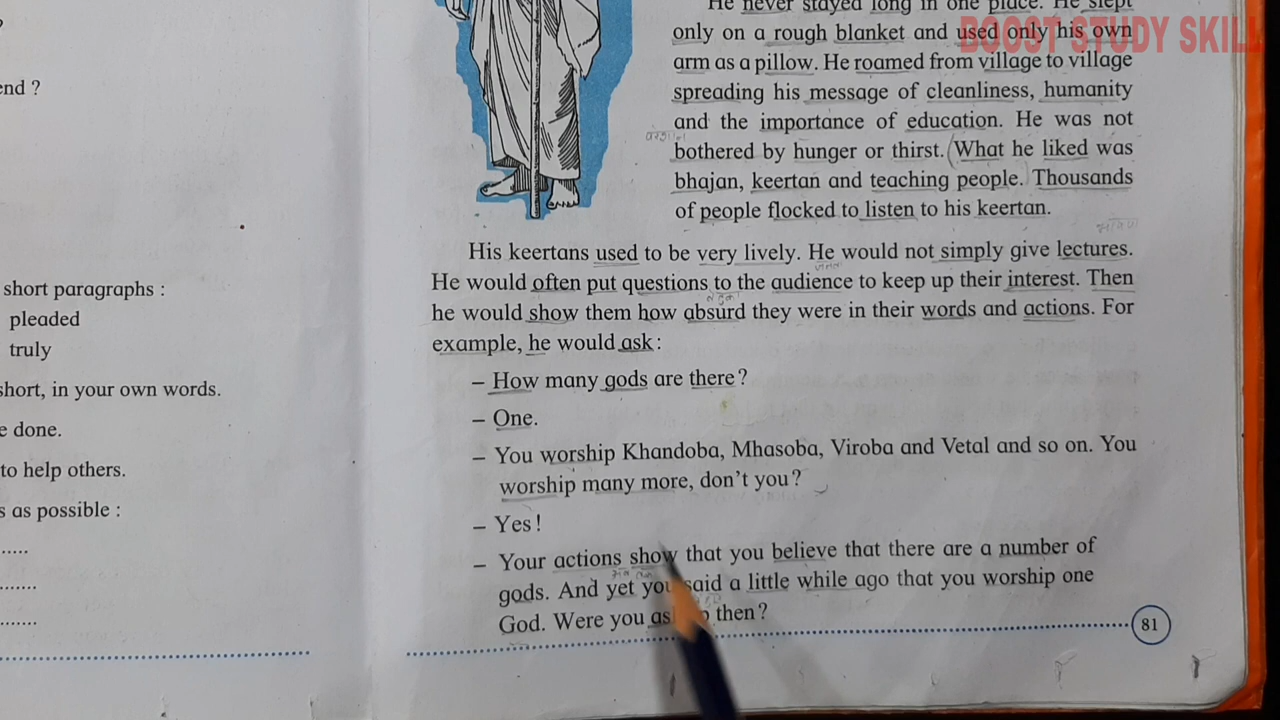 He never stayed long in one place. He slept
only on a rough blanket and used only his own
arm as a pillow. He roamed from village to village
spreading his message of cleanliness, humanity
and the importance of education. He was not
bothered by hunger or thirst. (What he liked was
bhajan, keertan and teaching people. Thousands
of people flocked to listen to his keertan.
His keertans used to be very lively. He would not simply give lectures.
He would often put questions to the audience to keep up their interest. Then
he would show them how absurd they were in their words and actions. For
example, he would ask:
– How many gods are there?
– One.
– You worship Khandoba, Mhasoba, Viroba and Vetal and so on. You
worship many more, don't you?
– Yes!
– Your actions show that you believe that there are a number of
gods. And yet you said a little while ago that you worship one
God. Were you then?
81
BOOST STUDY SKILL
end ?
short paragraphs :
pleaded
truly
short, in your own words.
e done.
to help others.
s as possible :
.....
.......
........